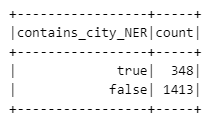 +-----------------+-----+
|contains_city_NER|count|
+-----------------+-----+
|             true|  348|
|            false| 1413|
+-----------------+-----+